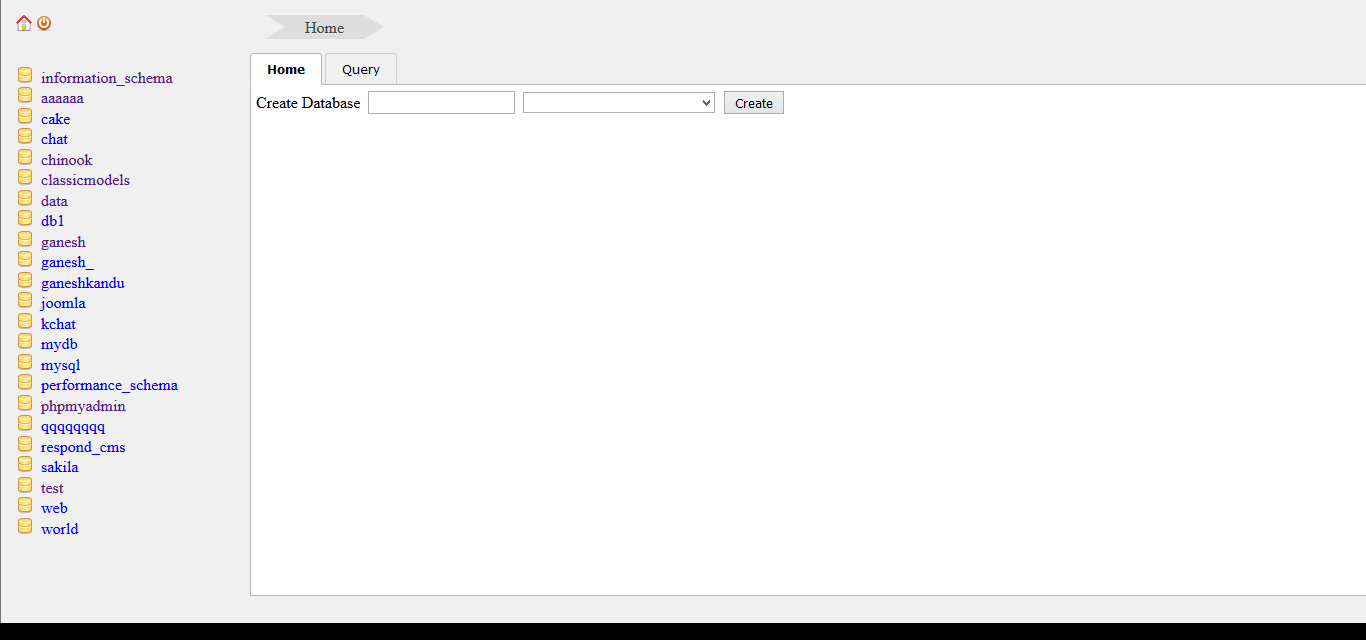 Home
Home Query
Create Database Create
information_schema
aaaaaa
cake
chat
chinook
classicmodels
data
db1
ganesh
ganesh_
ganeshkandu
joomla
kchat
mydb
mysql
performance_schema
phpmyadmin
qqqqqqqq
respond_cms
sakila
test
web
world